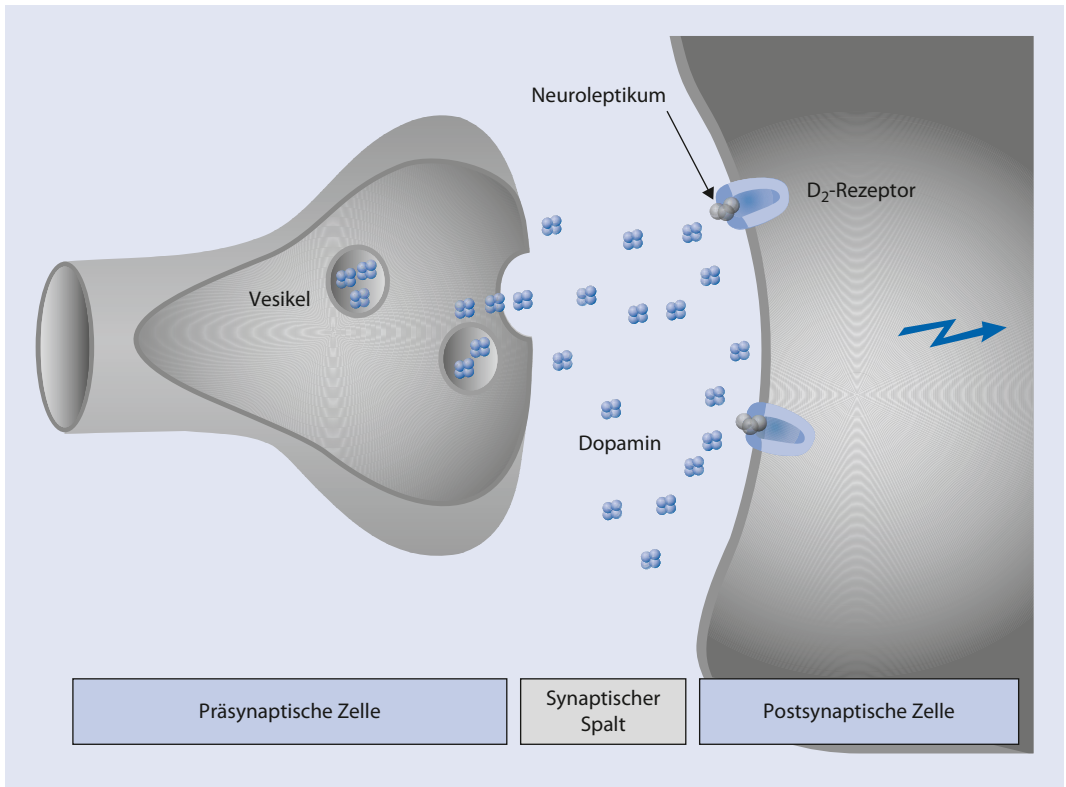 Neuroleptikum
D₂-Rezeptor
Vesikel
Dopamin
Präsynaptische Zelle
Synaptischer
Spalt
Postsynaptische Zelle